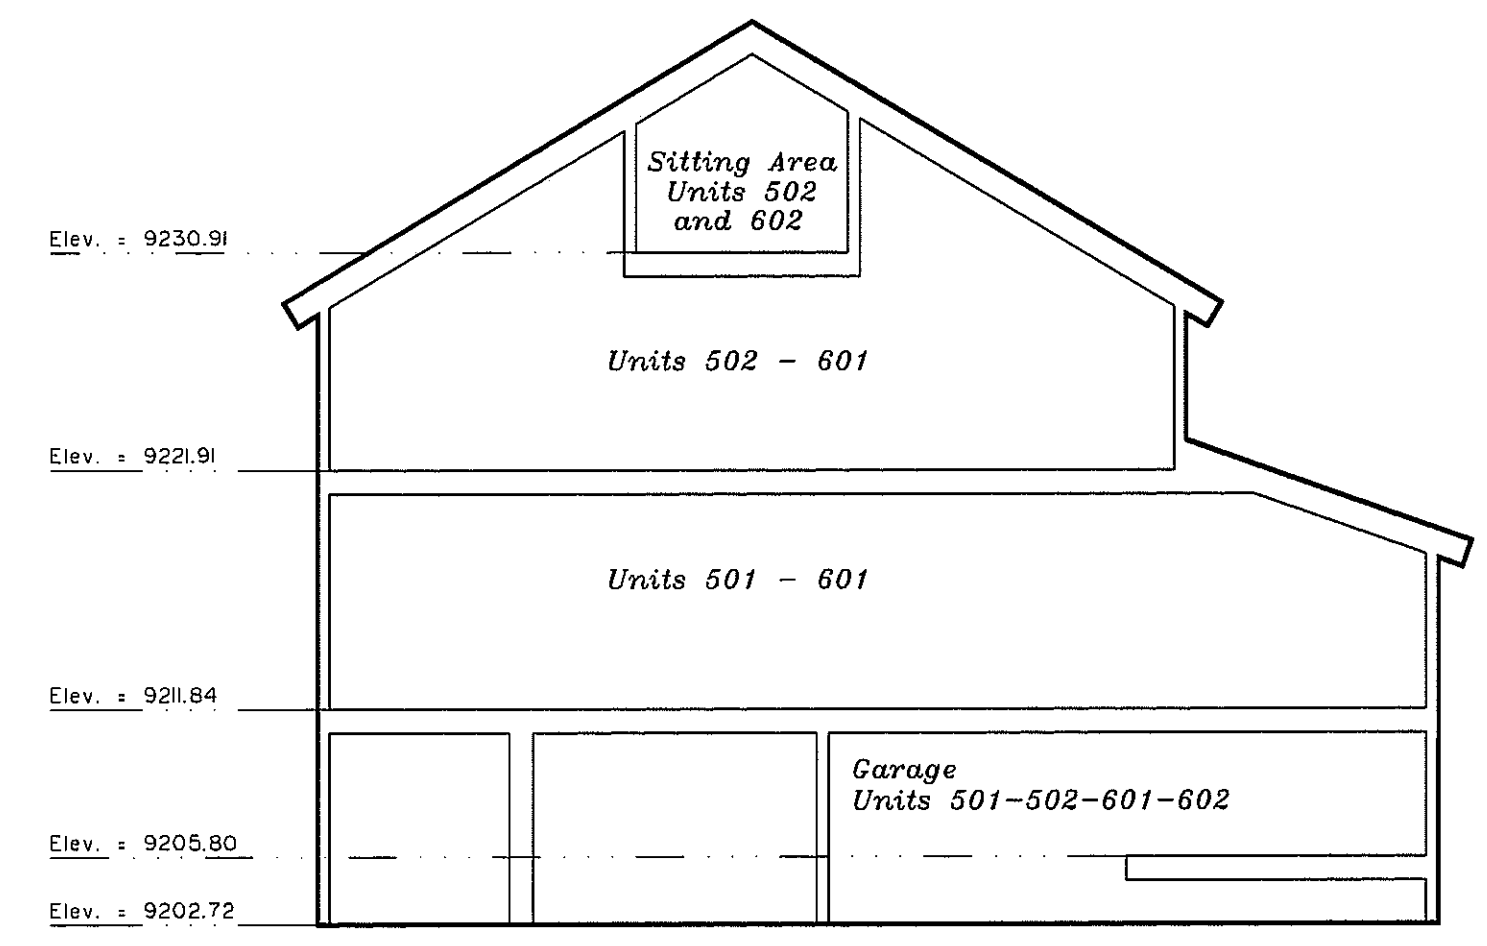 Sitting Area
Units 502
and 602
Elev. = 9230.91
Units 502 - 601
Elev. = 9221.91
Units 501 - 601
Elev. = 9211.84
Garage
Units 501-502-601-602
Elev. = 9205.80
Elev. = 9202.72